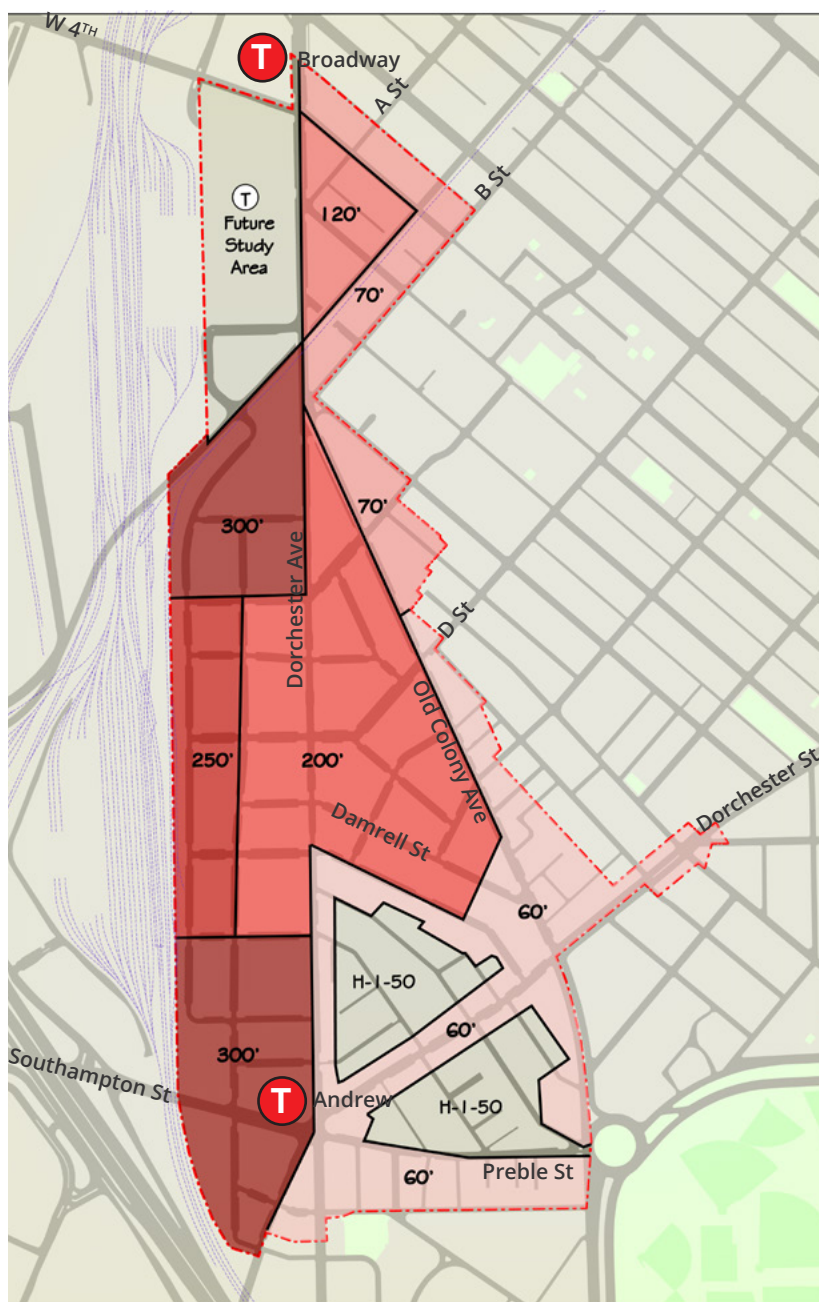 W 4TH
T
Broadway
A St
B St
T
Future
Study
Area
120'
70'
70'
300'
Dorchester Ave
D St
Old Colony Ave
250'
200'
Damrell St
Dorchester St
60'
H-1-50
60'
300'
Southampton St
T
Andrew
H-1-50
Preble St
60'